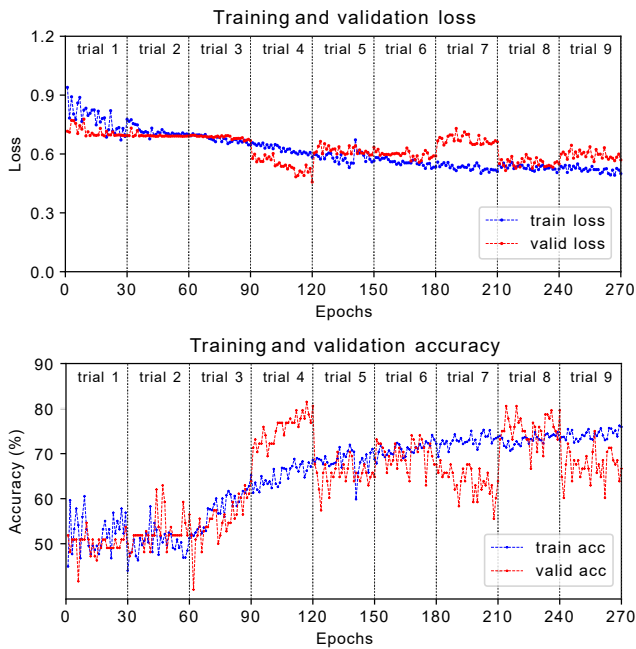 Training and validation loss
1.2
trial 1 trial 2 trial 3 trial 4 trial 5 trial 6 trial 7 trial 8 trial 9
0.9
0.6
0.3
0.0
Loss
train loss
valid loss
0 30 60 90 120 150 180 210 240 270
Epochs
Training and validation accuracy
90
trial 1 trial 2 trial 3 trial 4 trial 5 trial 6 trial 7 trial 8 trial 9
80
70
60
50
Accuracy (%)
train acc
valid acc
0 30 60 90 120 150 180 210 240 270
Epochs